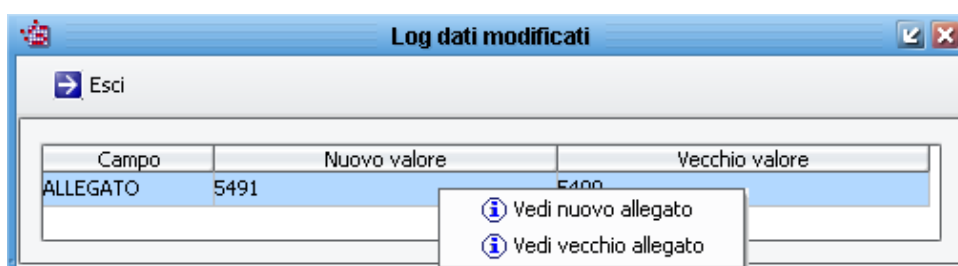 Log dati modificati
Esci
Campo Nuovo valore Vecchio valore
ALLEGATO 5491
Vedi nuovo allegato
Vedi vecchio allegato